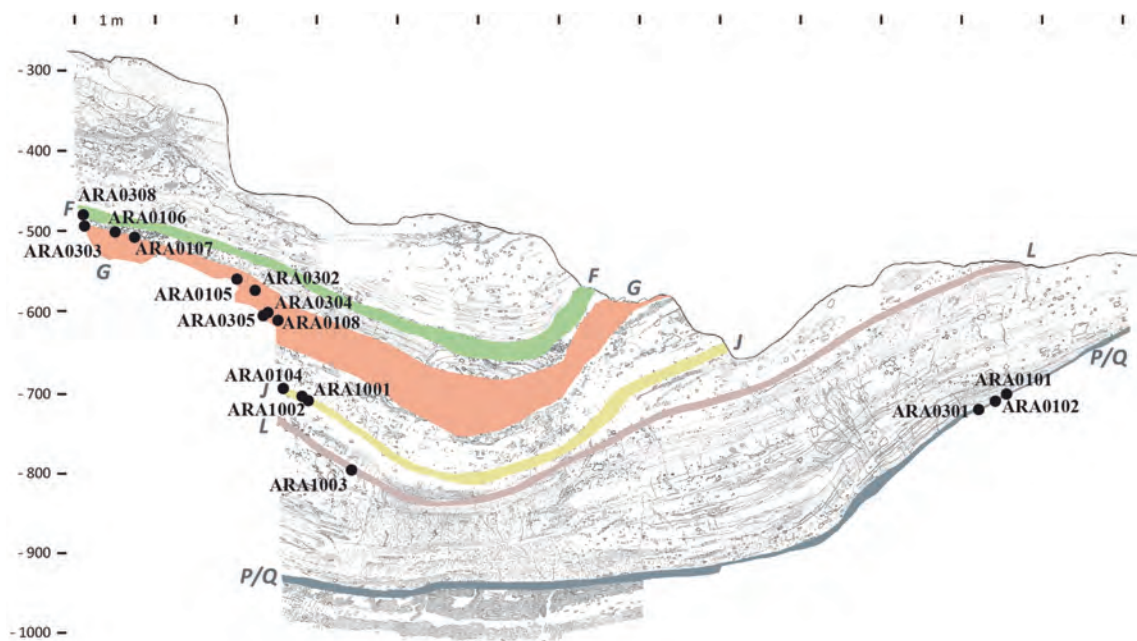 1 m
- 300
- 400
- 500
- 600
- 700
- 800
- 900
- 1000
ARA0308
F
ARA0106
ARA0303
ARA0107
G
ARA0302
ARA0105
ARA0304
ARA0305
ARA0108
F
G
ARA0104
J
ARA1001
ARA1002
L
ARA1003
J
L
P/Q
ARA0101
ARA0301
ARA0102
P/Q